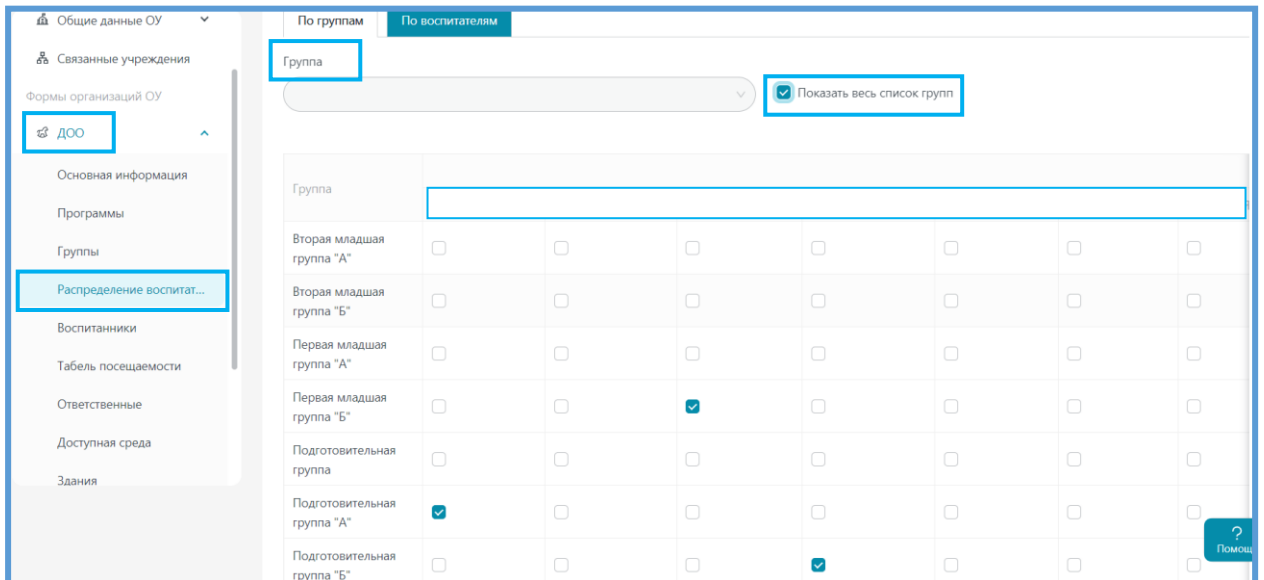 Общие данные ОУ
Связанные учреждения
Формы организаций ОУ
ДОО
Основная информация
Программы
Группы
Распределение воспитат...
Воспитанники
Табель посещаемости
Ответственные
Доступная среда
Здания
По группам
По воспитателям
Группа
Показать весь список групп
Группа
Вторая младшая
группа "А"
Вторая младшая
группа "Б"
Первая младшая
группа "А"
Первая младшая
группа "Б"
Подготовительная
группа
Подготовительная
группа "А"
Подготовительная
группа "Б"
?
Помощ